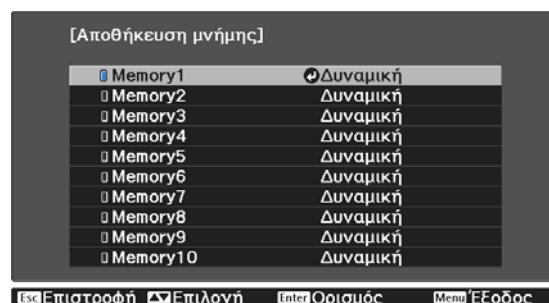 [Αποθήκευση μνήμης]
Memory1 Δυναμική
Memory2 Δυναμική
Memory3 Δυναμική
Memory4 Δυναμική
Memory5 Δυναμική
Memory6 Δυναμική
Memory7 Δυναμική
Memory8 Δυναμική
Memory9 Δυναμική
Memory10 Δυναμική
Esc Επιστροφή Επιλογή Enter Ορισμός Menu Έξοδος